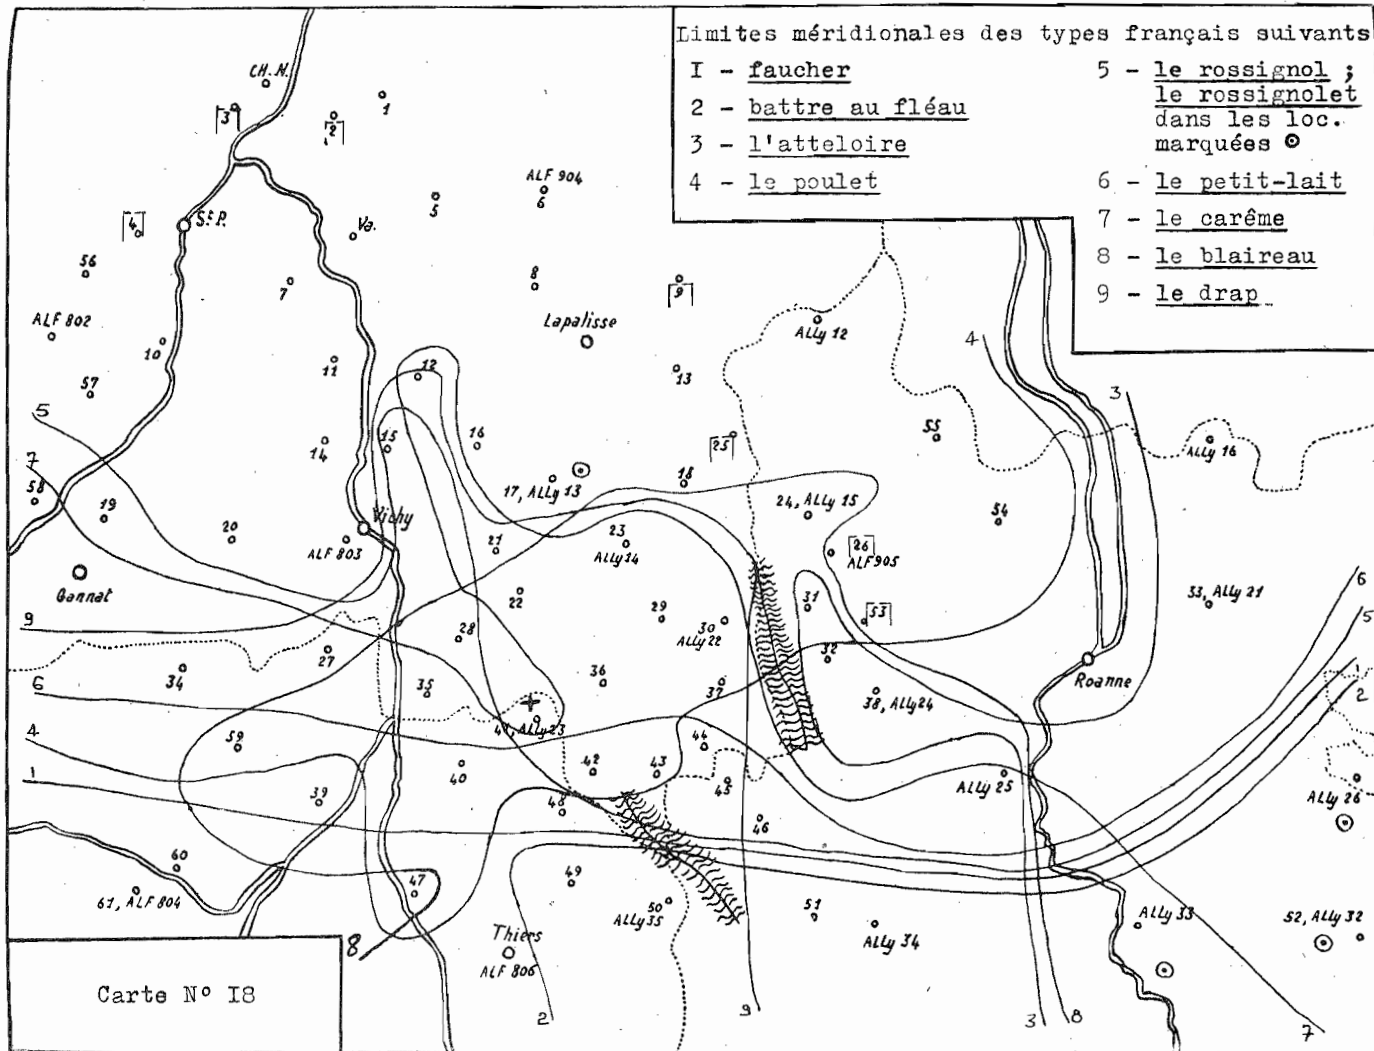 Limites méridionales des types français suivants
I - faucher
2 - battre au fléau
3 - l'atteloire
4 - le poulet
5 - le rossignol ;
le rossignolet
dans les loc.
marquées ⊙
6 - le petit-lait
7 - le carême
8 - le blaireau
9 - le drap
CH.M.
3
2
1
ALF 904
6
5
4
St P.
Va.
56
7
8
9
ALF 802
10
Lapalisse
Ally 12
11
12
13
57
4
3
5
14
15
16
25
55
Ally 16
7
58
19
17, Ally 13
18
24, Ally 15
54
20
Vichy
ALF 803
21
23
Ally 14
26
ALF 905
Gannat
22
29
30
Ally 22
31
53
33, Ally 21
6
5
9
28
27
32
34
35
36
37
38, Ally 24
Roanne
1
2
6
41, Ally 23
4
59
40
42
43
44
45
Ally 25
Ally 26
1
39
48
46
60
61, ALF 804
47
49
50
Ally 35
51
Ally 34
Ally 33
52, Ally 32
8
Thiers
ALF 806
Carte N° I8
2
9
3
8
7